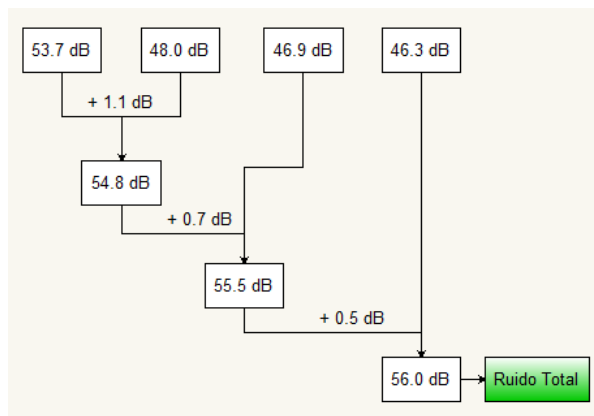 53.7 dB
48.0 dB
46.9 dB
46.3 dB
+ 1.1 dB
54.8 dB
+ 0.7 dB
55.5 dB
+ 0.5 dB
56.0 dB
Ruido Total